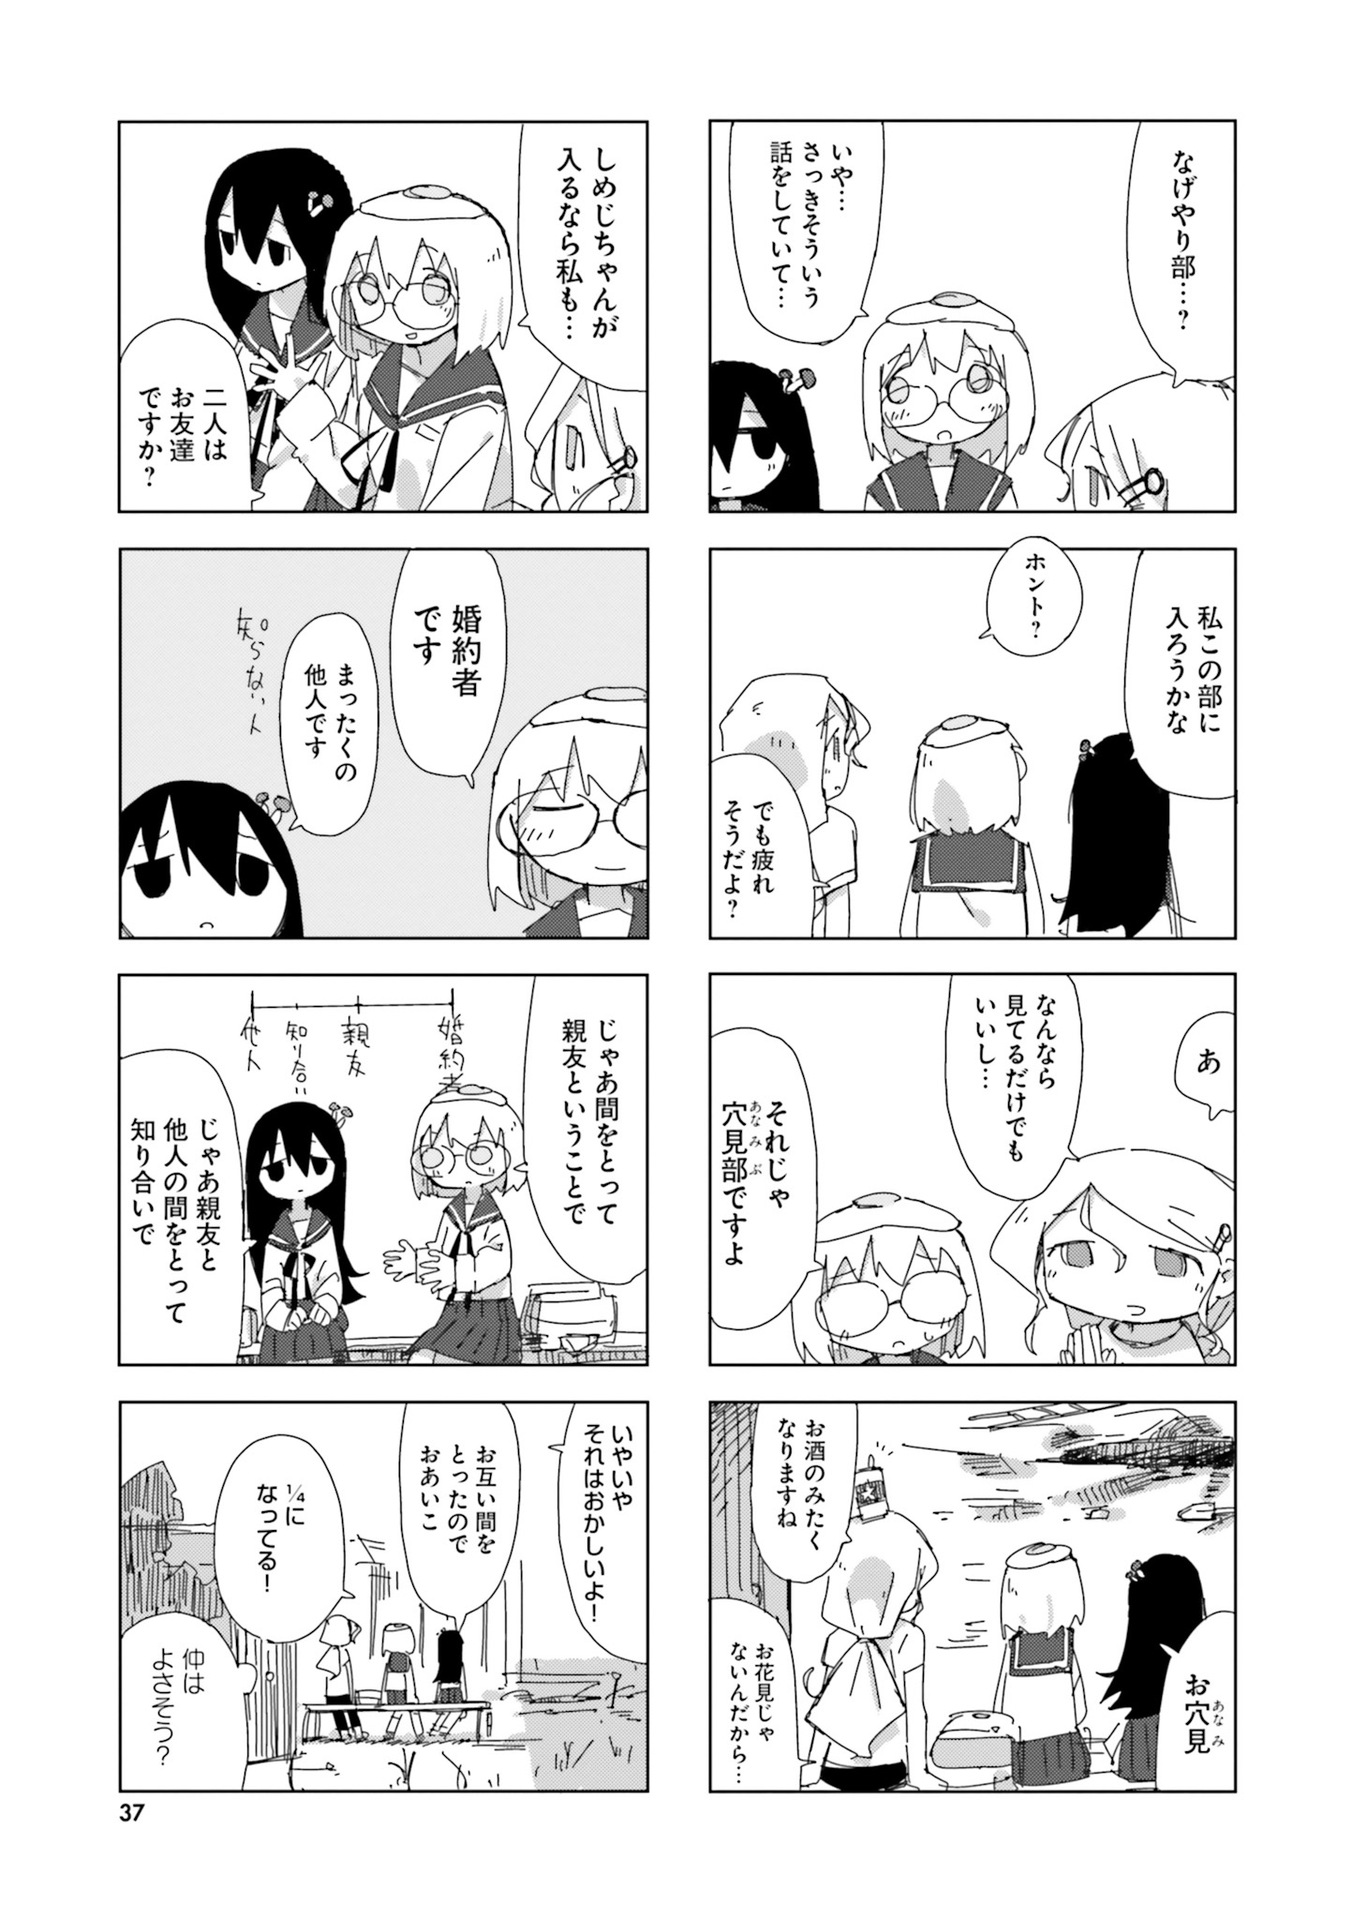 なげやり部…?
いや…
さっきそういう
話をしていて…
私この部に
入ろうかな
ホント?
でも疲れ
そうだよ?
あ
なんなら
見てるだけでも
いいし…
それじゃ
穴見部ですよ
あなみぶ
お酒のみたく
なりますね
お穴見
あなみ
お花見じゃ
ないんだから…
しめじちゃんが
入るなら私も…
二人は
お友達
ですか?
婚約者
です
まったくの
他人です
知らない人
じゃあ間をとって
親友ということで
婚約者
親友
知り合い
他人
じゃあ親友と
他人の間をとって
知り合いで
いやいや
それはおかしいよ!
お互い間を
とったので
おあいこ
¼に
なってる!
仲は
よさそう?
37